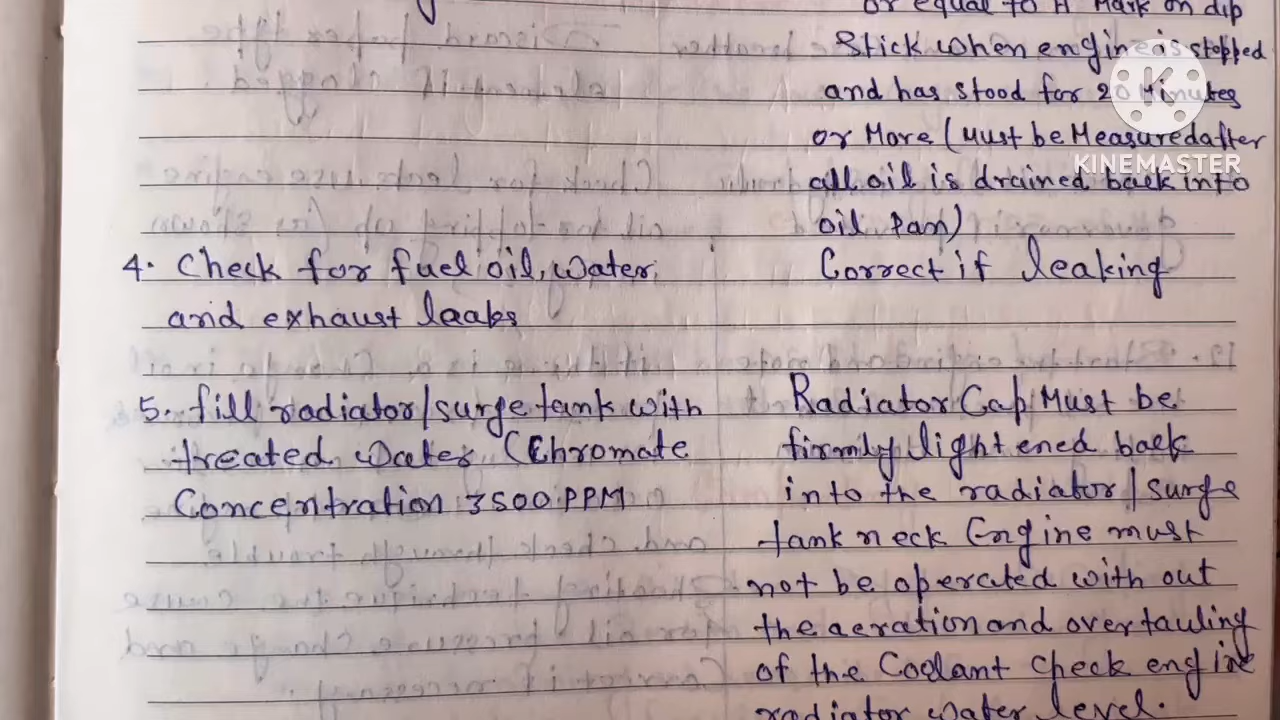 or equal to H Mark on dip
Stick when engine is stopped
and has stood for 20 Minutes
or More (Must be Measured after
all oil is drained back into
oil Pan)
4. Check for fuel oil, water,
and exhaust leaks
Correct if leaking
5. fill radiator/surge tank with
treated water (Chromate
Concentration 3500 PPM
Radiator Cap Must be
firmly lightened back
into the radiator/surge
tank neck Engine must
not be operated with out
the aeration and over tauling
of the Coolant Check engine
radiator water level.
K
KINEMASTER